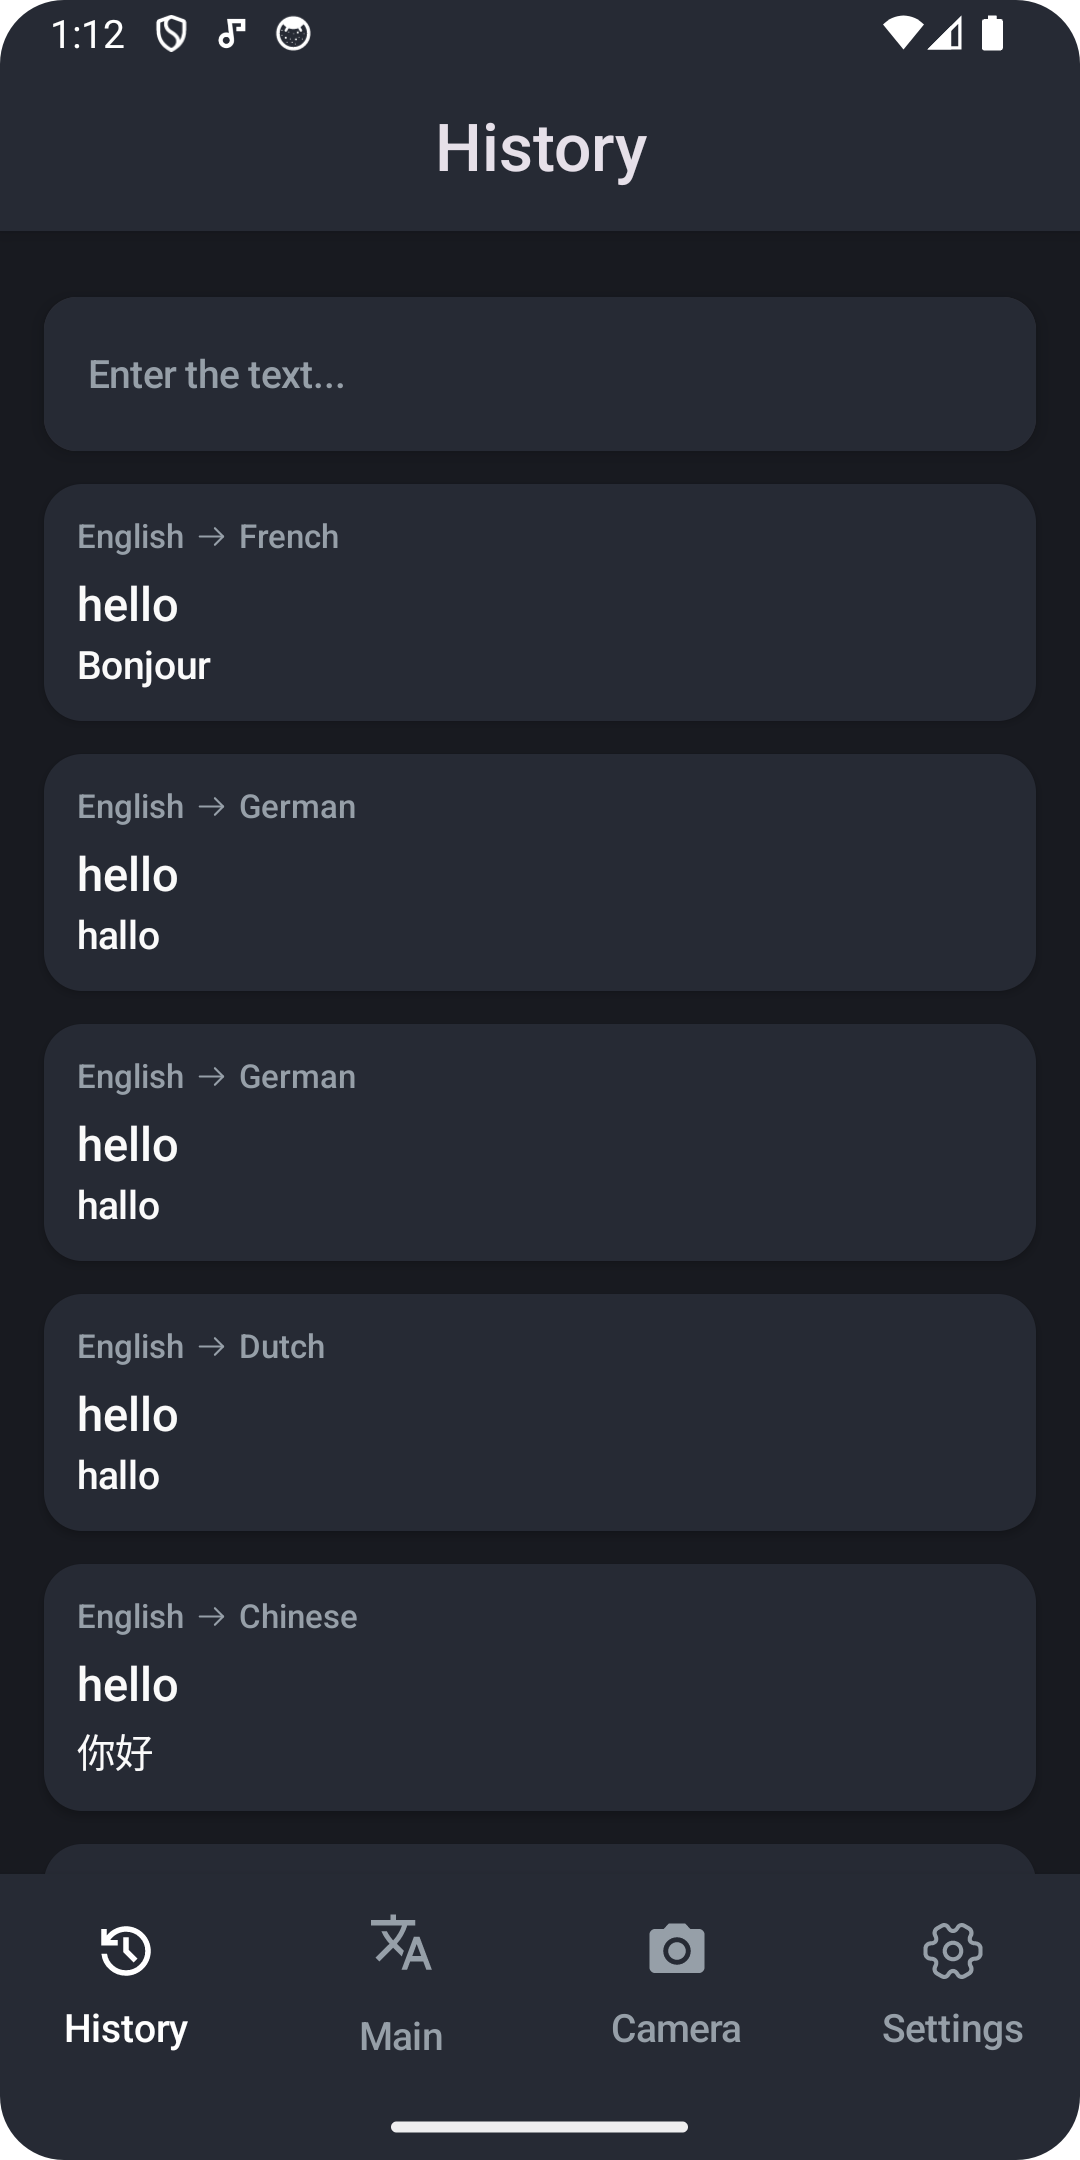 1:12
History
Enter the text...
English → French
hello
Bonjour
English → German
hello
hallo
English → German
hello
hallo
English → Dutch
hello
hallo
English → Chinese
hello
你好
History
Main
Camera
Settings